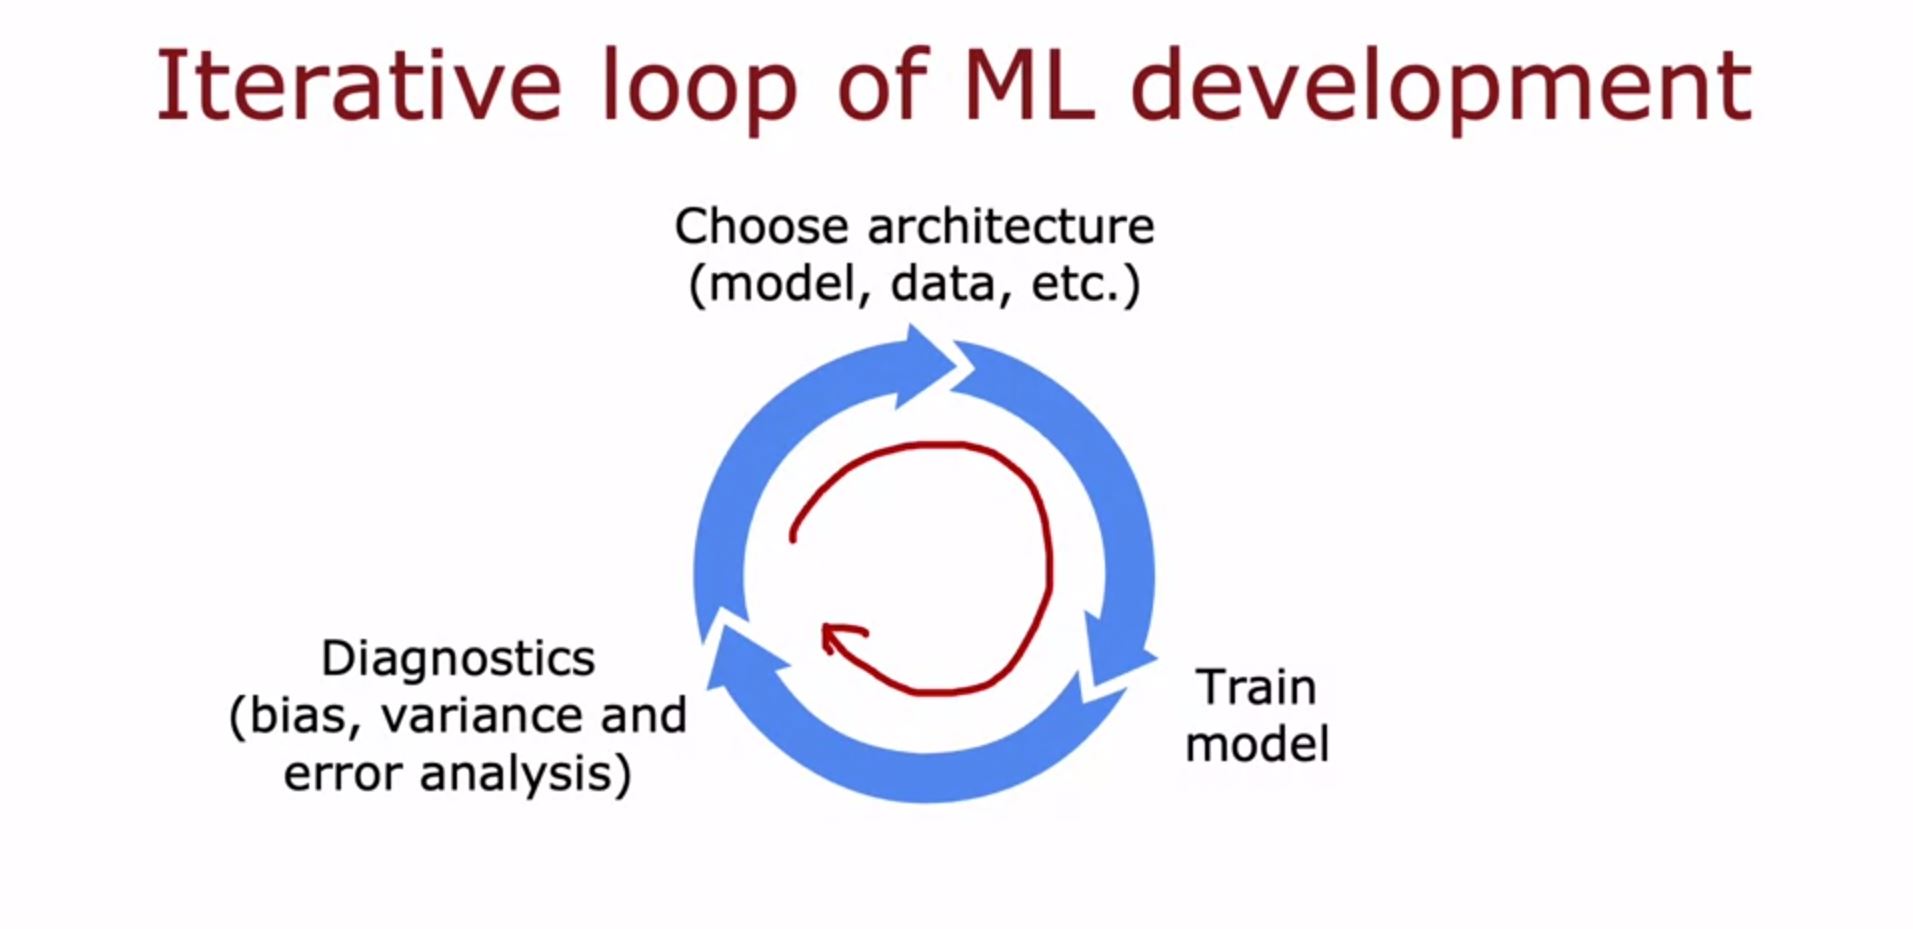 Iterative loop of ML development
Choose architecture
(model, data, etc.)
Diagnostics
(bias, variance and
error analysis)
Train
model